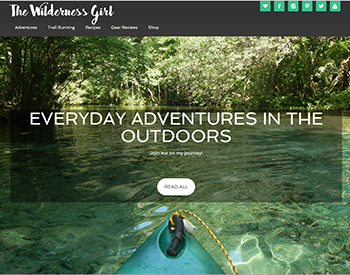 The Wilderness Girl
Adventures Trail Running Recipes Gear Reviews Shop
EVERYDAY ADVENTURES IN THE
OUTDOORS
Join me on my journey!
READ ALL